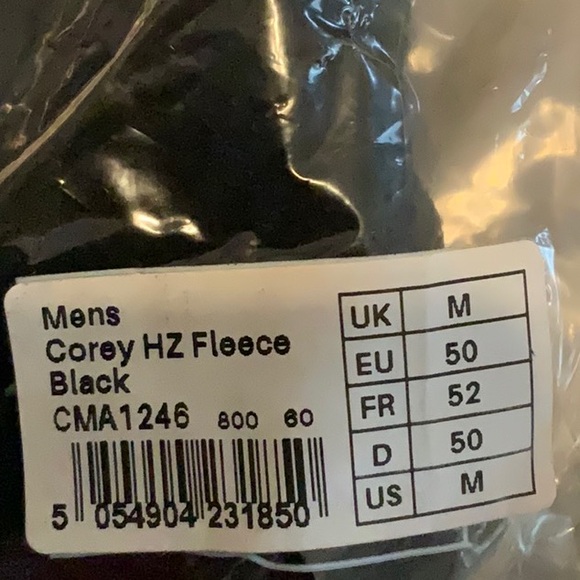 Mens
Corey HZ Fleece
Black
CMA1246 800 60
5 054904 231850
UK M
EU 50
FR 52
D 50
US M